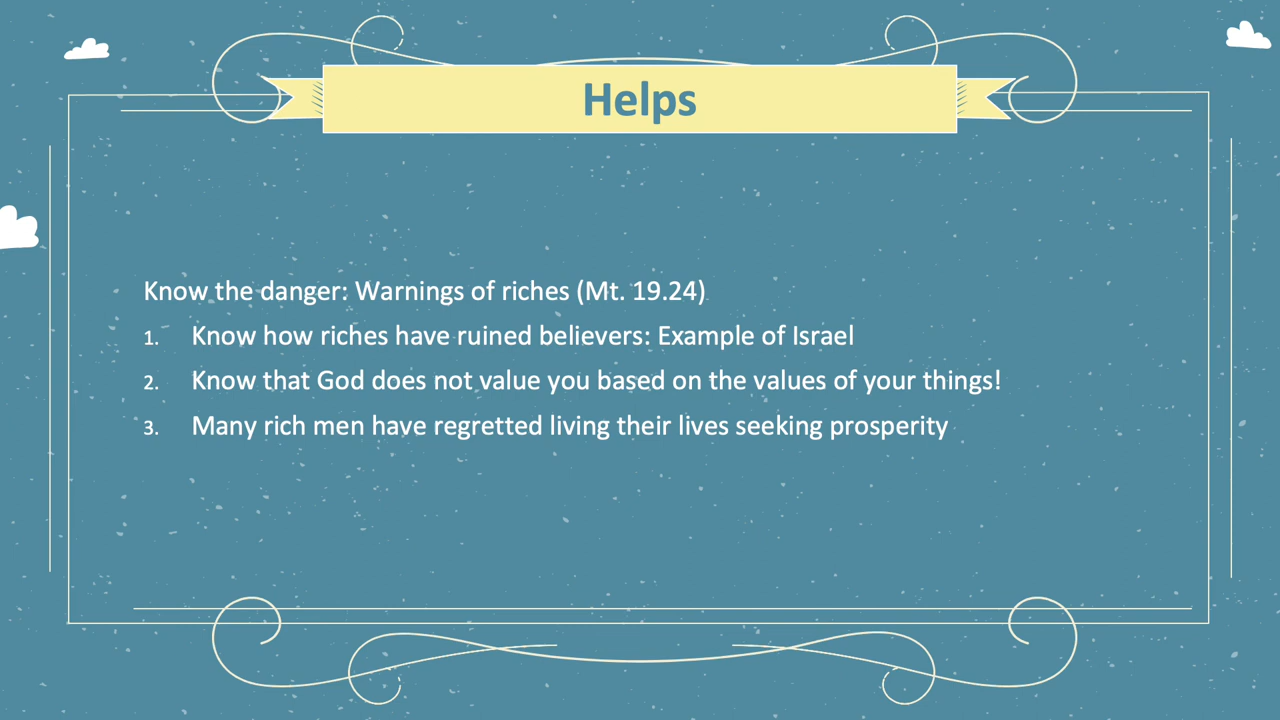 Helps
Know the danger: Warnings of riches (Mt. 19.24)
1. Know how riches have ruined believers: Example of Israel
2. Know that God does not value you based on the values of your things!
3. Many rich men have regretted living their lives seeking prosperity